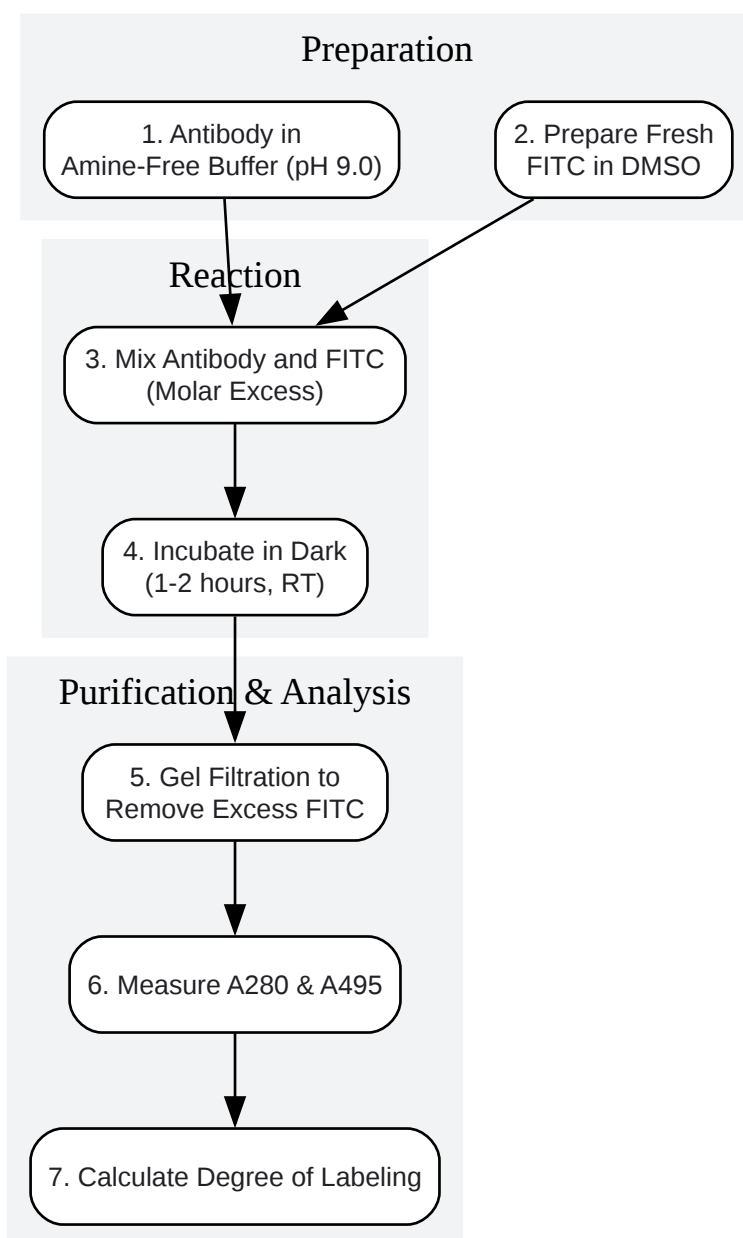 Preparation
1. Antibody in
Amine-Free Buffer (pH 9.0)
2. Prepare Fresh
FITC in DMSO
Reaction
3. Mix Antibody and FITC
(Molar Excess)
4. Incubate in Dark
(1-2 hours, RT)
Purification & Analysis
5. Gel Filtration to
Remove Excess FITC
6. Measure A280 & A495
7. Calculate Degree of Labeling